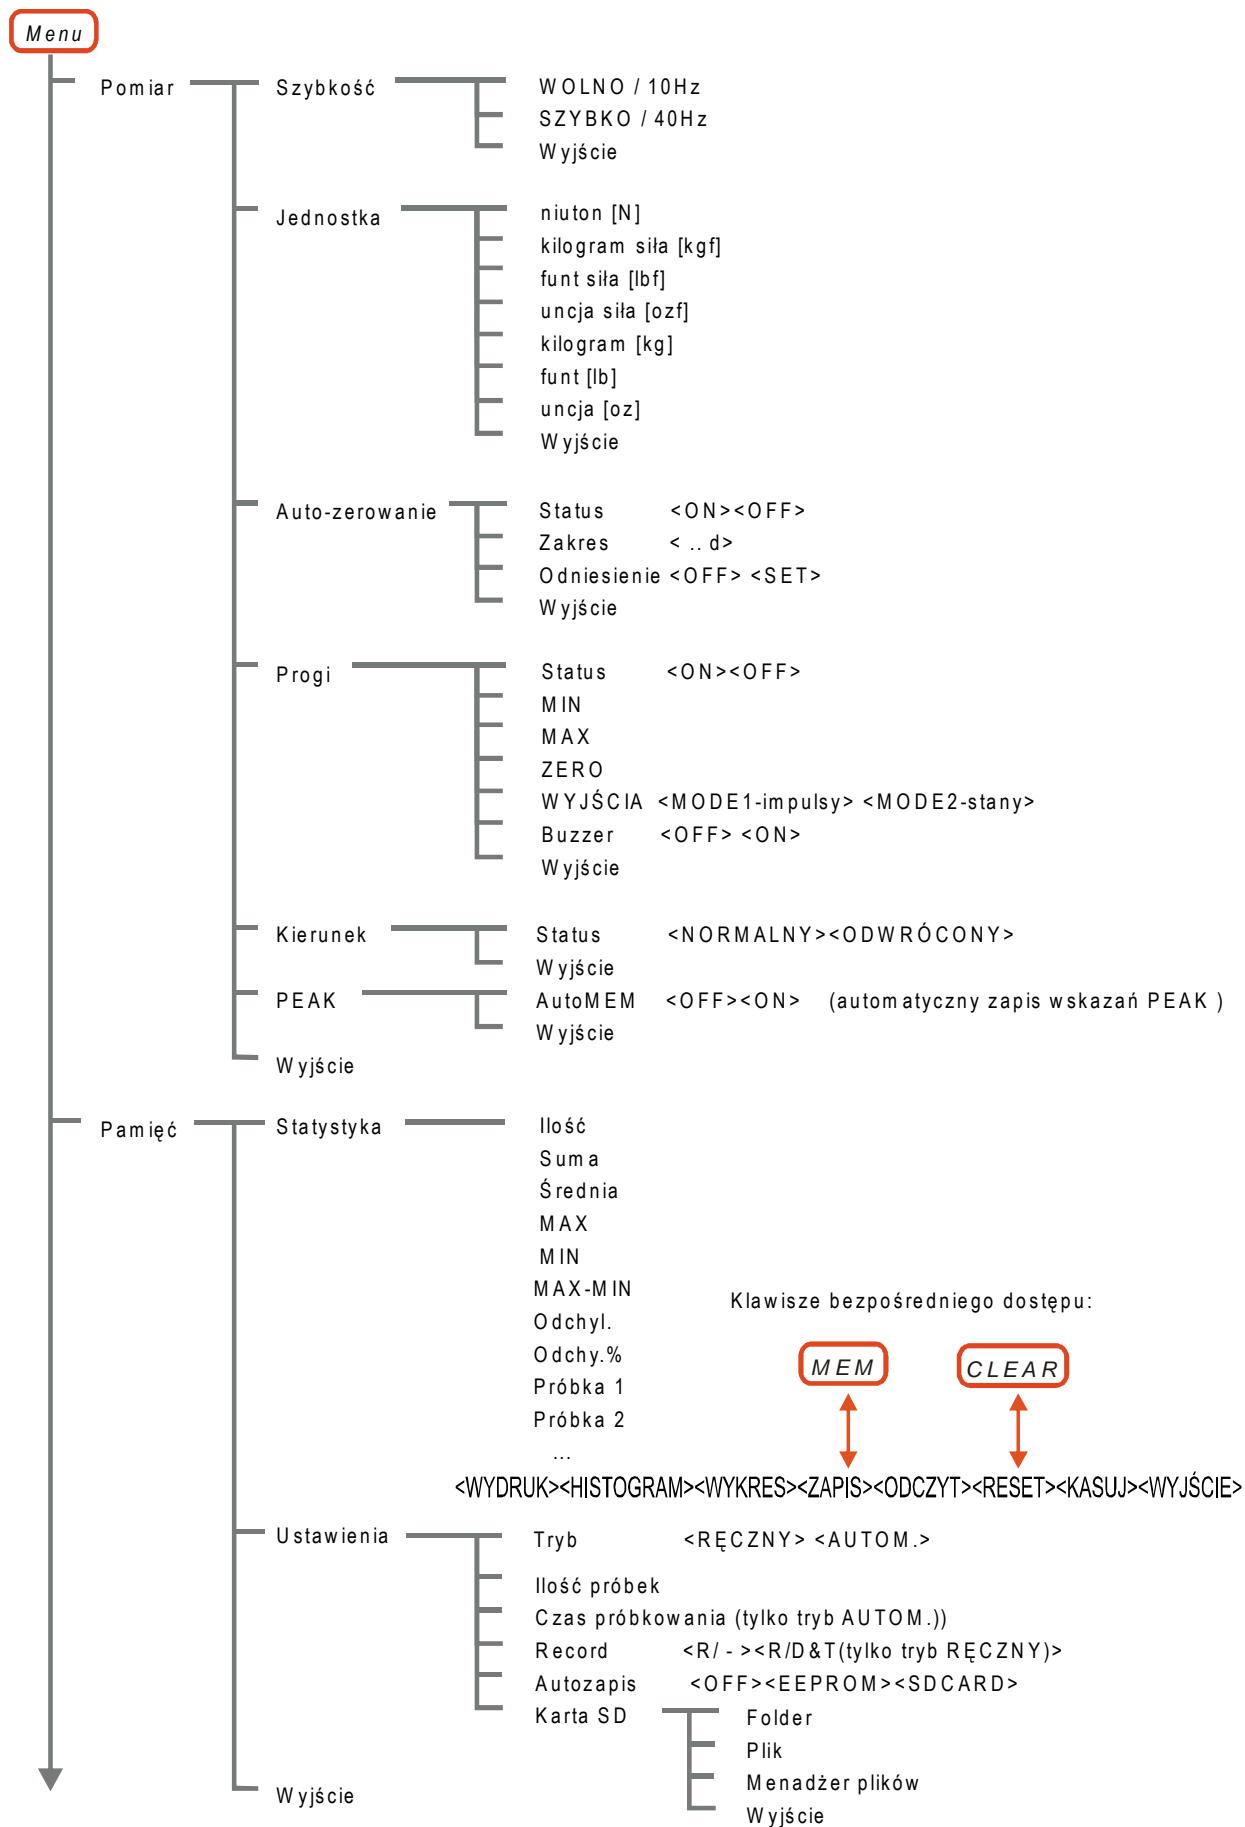 Menu
Pomiar
Szybkość
WOLNO / 10Hz
SZYBKO / 40Hz
Wyjście
Jednostka
niuton [N]
kilogram siła [kgf]
funt siła [lbf]
uncja siła [ozf]
kilogram [kg]
funt [lb]
uncja [oz]
Wyjście
Auto-zerowanie
Status <ON><OFF>
Zakres < .. d>
Odniesienie <OFF> <SET>
Wyjście
Progi
Status <ON><OFF>
MIN
MAX
ZERO
WYJŚCIA <MODE1-impulsy> <MODE2-stany>
Buzzer <OFF> <ON>
Wyjście
Kierunek
Status <NORMALNY><ODWRÓCONY>
Wyjście
PEAK
AutoMEM <OFF><ON> (automatyczny zapis wskazań PEAK )
Wyjście
Wyjście
Pamięć
Statystyka
Ilość
Suma
Średnia
MAX
MIN
MAX-MIN
Odchyl.
Odchy.%
Próbka 1
Próbka 2
...
Klawisze bezpośredniego dostępu:
MEM
CLEAR
<WYDRUK><HISTOGRAM><WYKRES><ZAPIS><ODCZYT><RESET><KASUJ><WYJŚCIE>
Ustawienia
Tryb <RĘCZNY> <AUTOM.>
Ilość próbek
Czas próbkowania (tylko tryb AUTOM.))
Record <R/ - ><R/D&T(tylko tryb RĘCZNY)>
Autozapis <OFF><EEPROM><SDCARD>
Karta SD
Folder
Plik
Menadżer plików
Wyjście
Wyjście